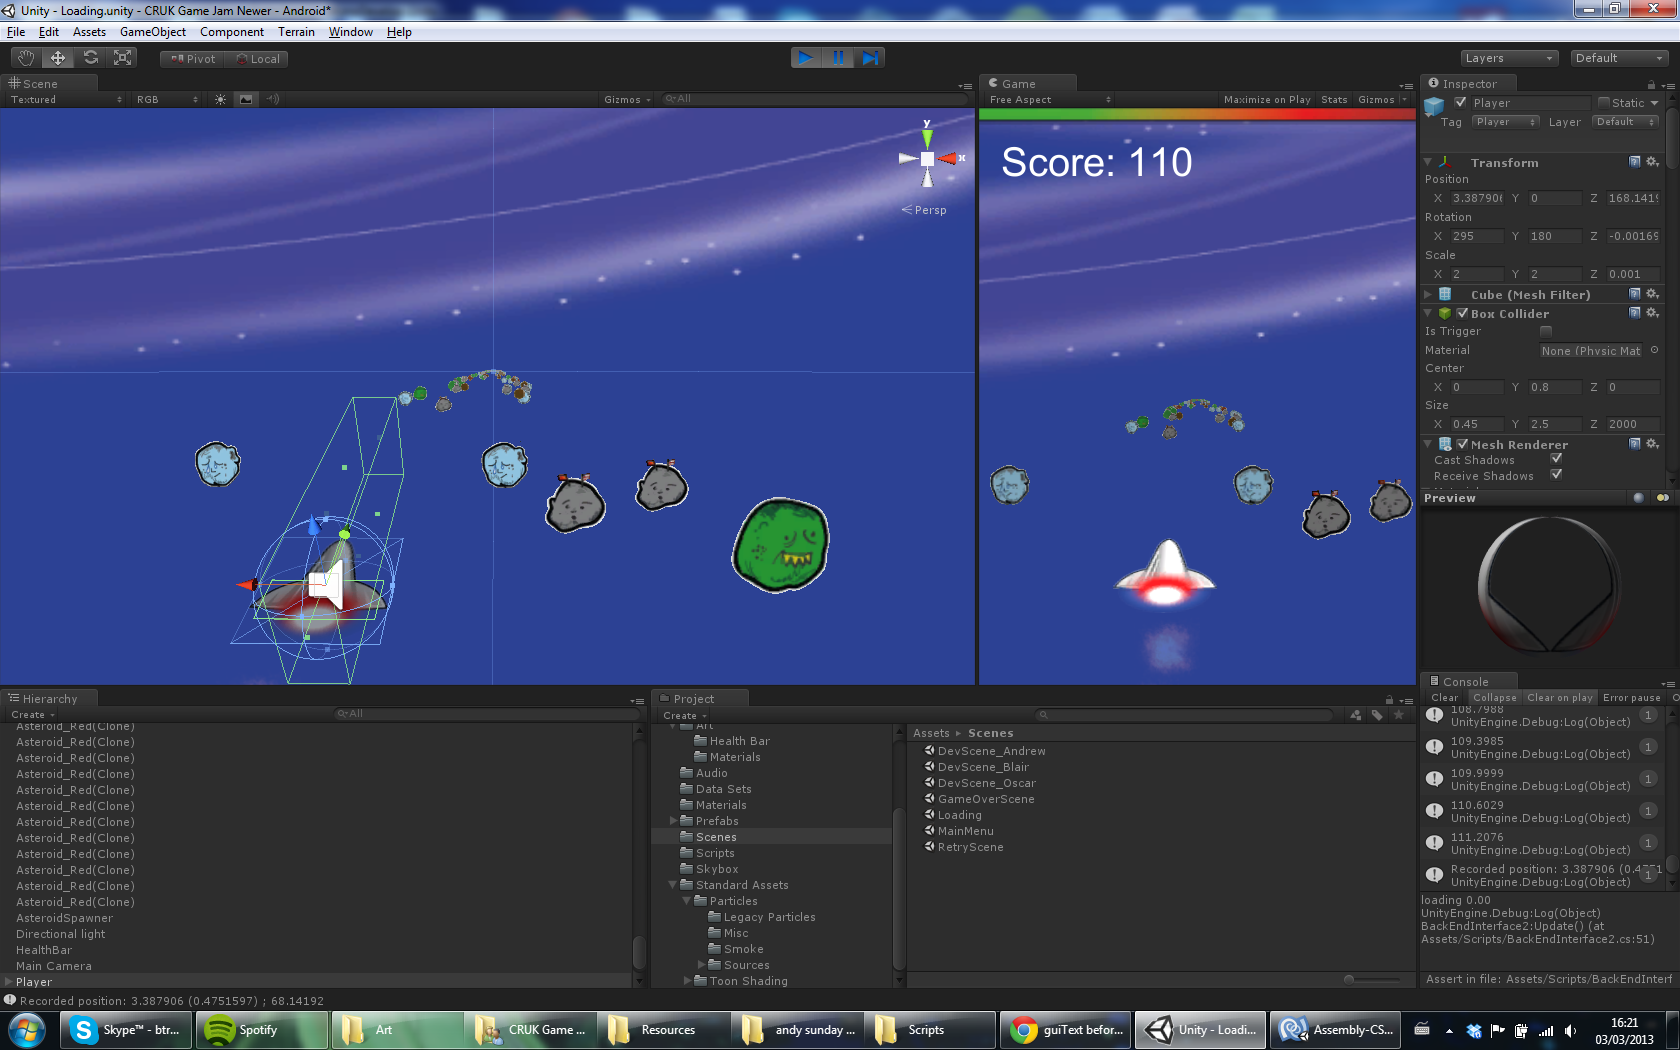 Unity - Loading.unity - CRUK Game Jam Newer - Android*
File Edit Assets GameObject Component Terrain Window Help
Pivot Local Layers Default
Scene
Textured RGB Gizmos All
y
x
Persp
Game
Free Aspect Maximize on Play Stats Gizmos
Score: 110
Inspector
Player Static
Tag Player Layer Default
Transform
Position
X 3.387906 Y 0 Z 168.1419
Rotation
X 295 Y 180 Z -0.00169
Scale
X 2 Y 2 Z 0.001
Cube (Mesh Filter)
Box Collider
Is Trigger
Material None (Physic Mat
Center
X 0 Y 0.8 Z 0
Size
X 0.45 Y 2.5 Z 2000
Mesh Renderer
Cast Shadows
Receive Shadows
Preview
Hierarchy
Create All
Asteroid_Red(Clone)
Asteroid_Red(Clone)
Asteroid_Red(Clone)
Asteroid_Red(Clone)
Asteroid_Red(Clone)
Asteroid_Red(Clone)
Asteroid_Red(Clone)
Asteroid_Red(Clone)
Asteroid_Red(Clone)
Asteroid_Red(Clone)
Asteroid_Red(Clone)
Asteroid_Red(Clone)
AsteroidSpawner
Directional light
HealthBar
Main Camera
Player
Project
Create
Art
Health Bar
Materials
Audio
Data Sets
Materials
Prefabs
Scenes
Scripts
Skybox
Standard Assets
Particles
Legacy Particles
Misc
Smoke
Sources
Toon Shading
Assets Scenes
DevScene_Andrew
DevScene_Blair
DevScene_Oscar
GameOverScene
Loading
MainMenu
RetryScene
Console
Clear Collapse Clear on play Error pause
108.7988
UnityEngine.Debug:Log(Object) 1
109.3985
UnityEngine.Debug:Log(Object) 1
109.9999
UnityEngine.Debug:Log(Object) 1
110.6029
UnityEngine.Debug:Log(Object) 1
111.2076
UnityEngine.Debug:Log(Object) 1
Recorded position: 3.387906 (0.4751
UnityEngine.Debug:Log(Object) 1
loading 0.00
UnityEngine.Debug:Log(Object)
BackEndInterface2:Update() (at
Assets/Scripts/BackEndInterface2.cs:51)
Assert in file: Assets/Scripts/BackEndInterf
Recorded position: 3.387906 (0.4751597) ; 68.14192
Skype™ - btr... Spotify Art CRUK Game ... Resources andy sunday ... Scripts guiText befor... Unity - Loadi... Assembly-CS...
16:21
03/03/2013